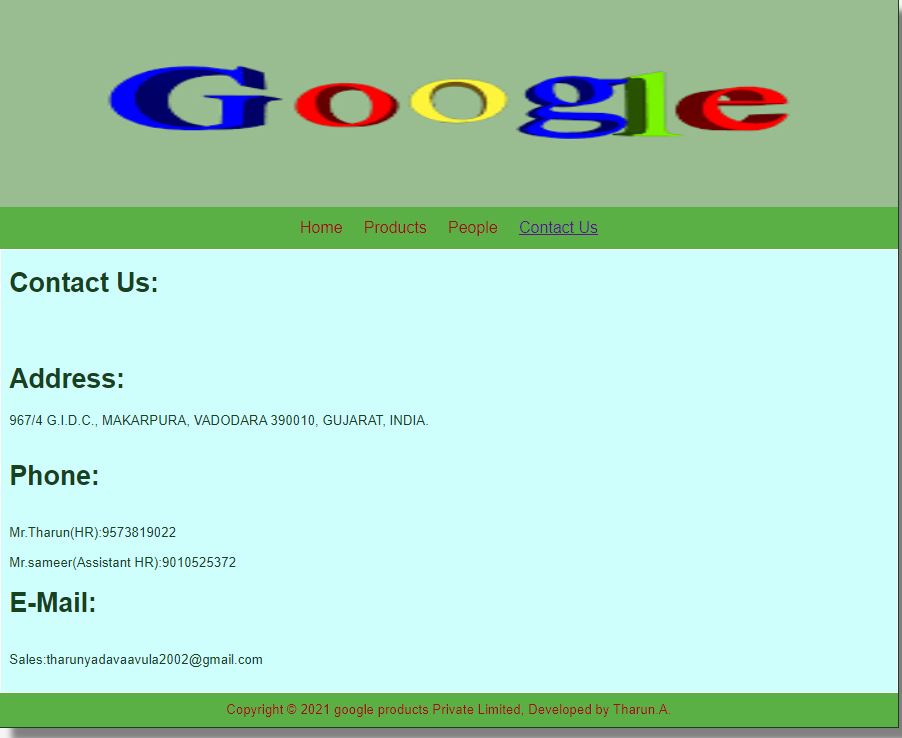 Google
Home Products People Contact Us
Contact Us:
Address:
967/4 G.I.D.C., MAKARPURA, VADODARA 390010, GUJARAT, INDIA.
Phone:
Mr.Tharun(HR):9573819022
Mr.sameer(Assistant HR):9010525372
E-Mail:
Sales:tharunyadavaavula2002@gmail.com
Copyright © 2021 google products Private Limited, Developed by Tharun.A.